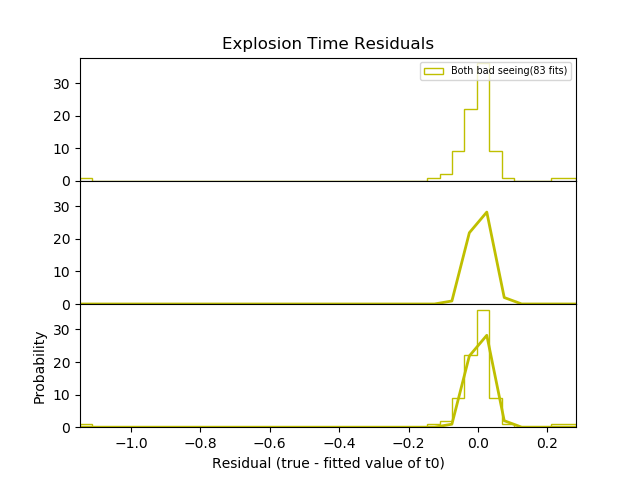 Explosion Time Residuals
Both bad seeing(83 fits)
30
20
10
0
30
20
10
0
30
20
10
0
Probability
−1.0 −0.8 −0.6 −0.4 −0.2 0.0 0.2
Residual (true - fitted value of t0)